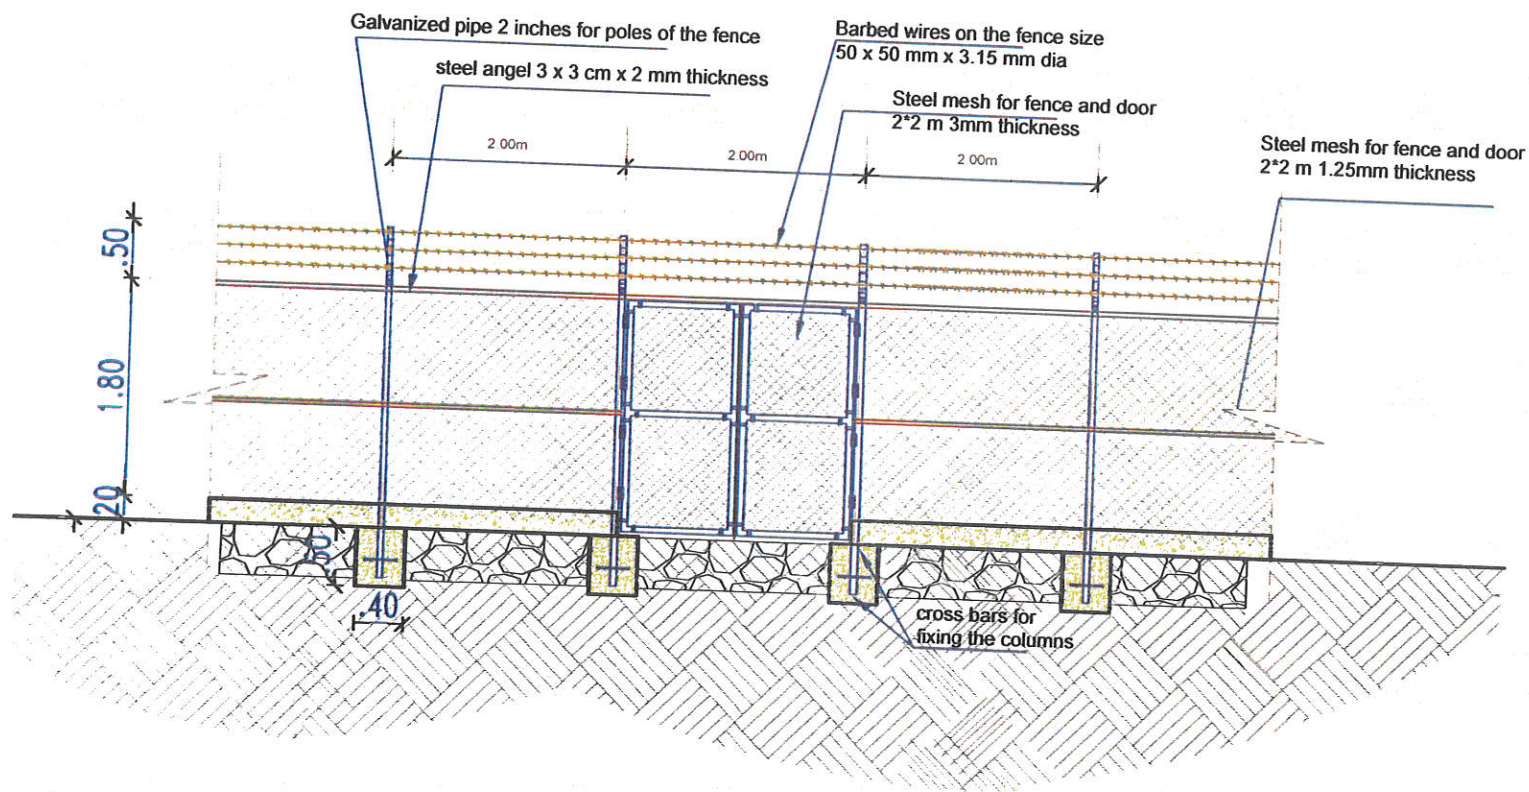 Galvanized pipe 2 inches for poles of the fence
Barbed wires on the fence size
50 x 50 mm x 3.15 mm dia
steel angel 3 x 3 cm x 2 mm thickness
Steel mesh for fence and door
2*2 m 3mm thickness
Steel mesh for fence and door
2*2 m 1.25mm thickness
2.00m
2.00m
2.00m
.50
1.80
.20
.40
cross bars for
fixing the columns